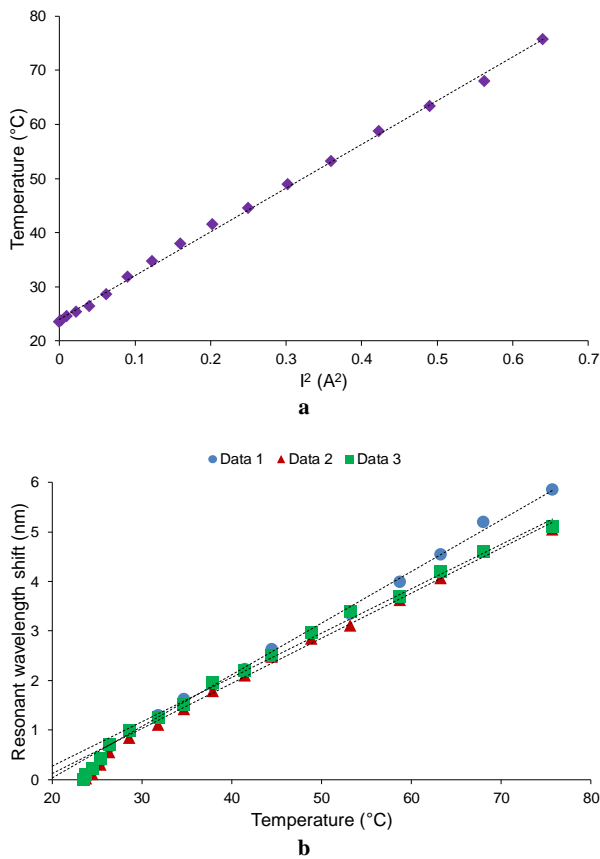 80
70
60
50
40
30
20
Temperature (°C)
0 0.1 0.2 0.3 0.4 0.5 0.6 0.7
I² (A²)
a
Data 1 Data 2 Data 3
6
5
4
3
2
1
0
Resonant wavelength shift (nm)
20 30 40 50 60 70 80
Temperature (°C)
b